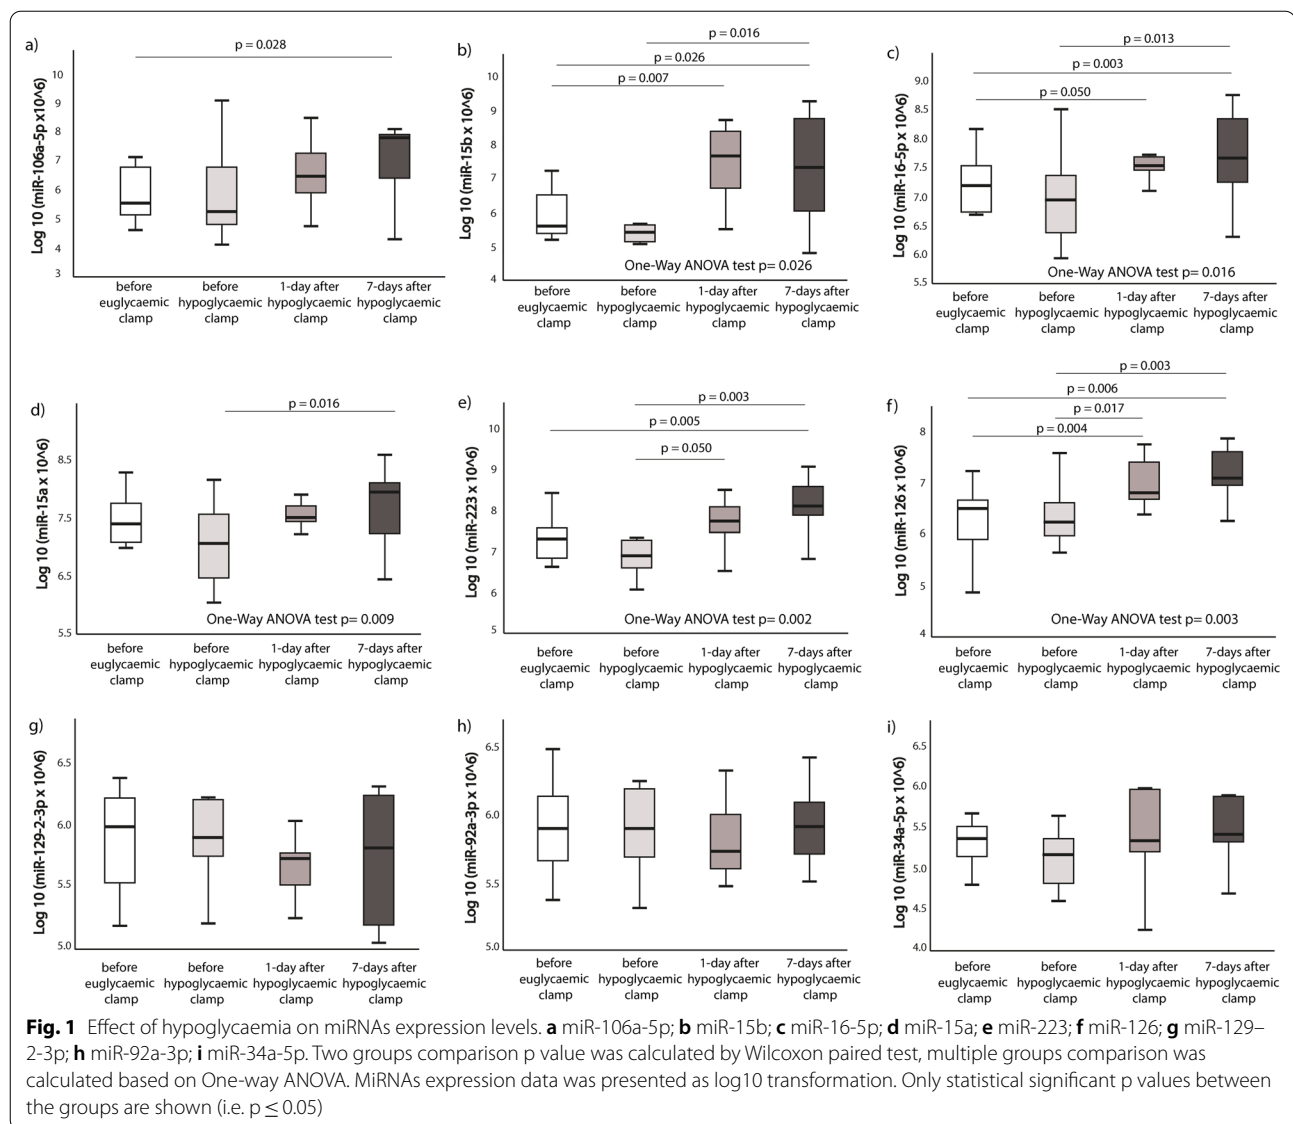 a)
p = 0.028
Log 10 (miR-106a-5p x10^6)
10
9
8
7
6
5
4
3
before euglycaemic clamp
before hypoglycaemic clamp
1-day after hypoglycaemic clamp
7-days after hypoglycaemic clamp
b)
p = 0.016
p = 0.026
p = 0.007
Log 10 (miR-15b x 10^6)
10
9
8
7
6
5
4
One-Way ANOVA test p= 0.026
before euglycaemic clamp
before hypoglycaemic clamp
1-day after hypoglycaemic clamp
7-days after hypoglycaemic clamp
c)
p = 0.013
p = 0.003
p = 0.050
Log 10 (miR-16-5p x 10^6)
9.0
8.5
8.0
7.5
7.0
6.5
6.0
5.5
One-Way ANOVA test p= 0.016
before euglycaemic clamp
before hypoglycaemic clamp
1-day after hypoglycaemic clamp
7-days after hypoglycaemic clamp
d)
p = 0.016
Log 10 (miR-15a x 10^6)
8.5
7.5
6.5
5.5
One-Way ANOVA test p= 0.009
before euglycaemic clamp
before hypoglycaemic clamp
1-day after hypoglycaemic clamp
7-days after hypoglycaemic clamp
e)
p = 0.003
p = 0.005
p = 0.050
Log 10 (miR-223 x 10^6)
10
9
8
7
6
5
One-Way ANOVA test p= 0.002
before euglycaemic clamp
before hypoglycaemic clamp
1-day after hypoglycaemic clamp
7-days after hypoglycaemic clamp
f)
p = 0.003
p = 0.006
p = 0.017
p = 0.004
Log 10 (miR-126 x 10^6)
8
7
6
5
4
One-Way ANOVA test p= 0.003
before euglycaemic clamp
before hypoglycaemic clamp
1-day after hypoglycaemic clamp
7-days after hypoglycaemic clamp
g)
Log 10 (miR-129-2-3p x 10^6)
6.5
6.0
5.5
5.0
before euglycaemic clamp
before hypoglycaemic clamp
1-day after hypoglycaemic clamp
7-days after hypoglycaemic clamp
h)
Log 10 (miR-92a-3p x 10^6)
6.5
6.0
5.5
5.0
before euglycaemic clamp
before hypoglycaemic clamp
1-day after hypoglycaemic clamp
7-days after hypoglycaemic clamp
i)
Log 10 (miR-34a-5p x 10^6)
6.5
6.0
5.5
5.0
4.5
4.0
before euglycaemic clamp
before hypoglycaemic clamp
1-day after hypoglycaemic clamp
7-days after hypoglycaemic clamp
Fig. 1 Effect of hypoglycaemia on miRNAs expression levels. a miR-106a-5p; b miR-15b; c miR-16-5p; d miR-15a; e miR-223; f miR-126; g miR-129–
2-3p; h miR-92a-3p; i miR-34a-5p. Two groups comparison p value was calculated by Wilcoxon paired test, multiple groups comparison was
calculated based on One-way ANOVA. MiRNAs expression data was presented as log10 transformation. Only statistical significant p values between
the groups are shown (i.e. p ≤ 0.05)